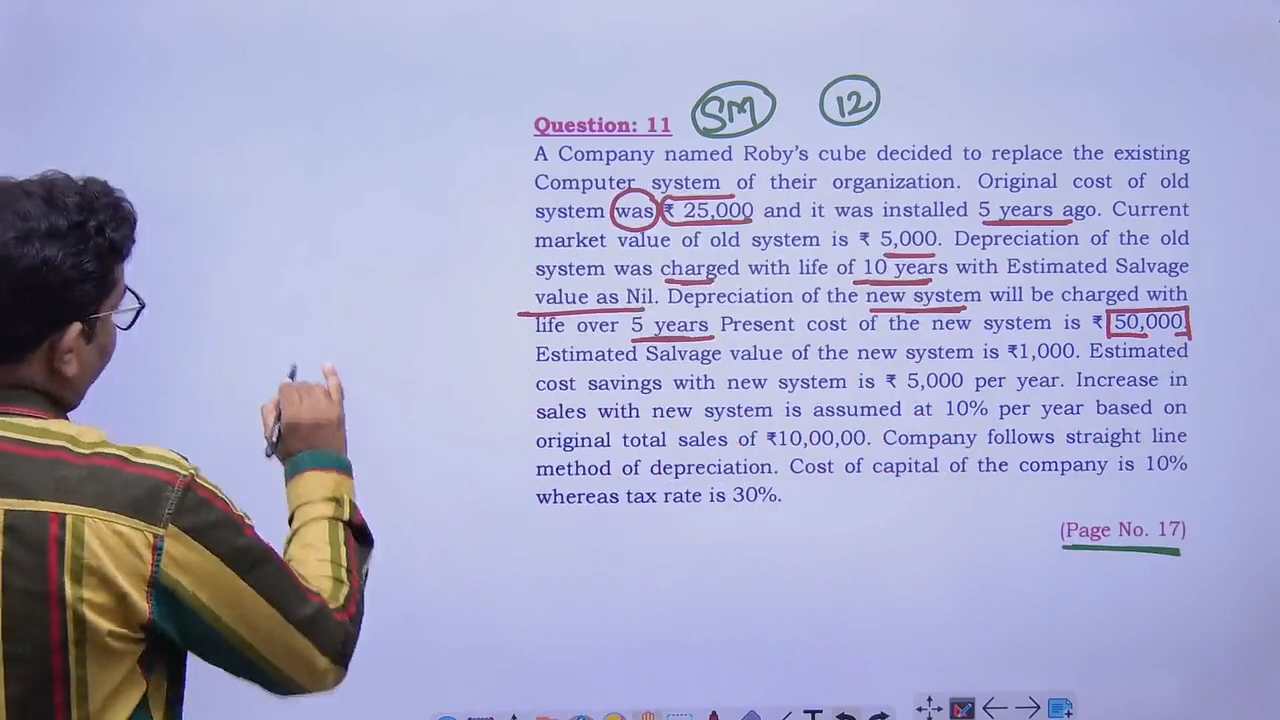 SM 12
Question: 11
A Company named Roby's cube decided to replace the existing
Computer system of their organization. Original cost of old
system was ₹ 25,000 and it was installed 5 years ago. Current
market value of old system is ₹ 5,000. Depreciation of the old
system was charged with life of 10 years with Estimated Salvage
value as Nil. Depreciation of the new system will be charged with
life over 5 years Present cost of the new system is ₹ 50,000.
Estimated Salvage value of the new system is ₹1,000. Estimated
cost savings with new system is ₹ 5,000 per year. Increase in
sales with new system is assumed at 10% per year based on
original total sales of ₹10,00,00. Company follows straight line
method of depreciation. Cost of capital of the company is 10%
whereas tax rate is 30%.
(Page No. 17)